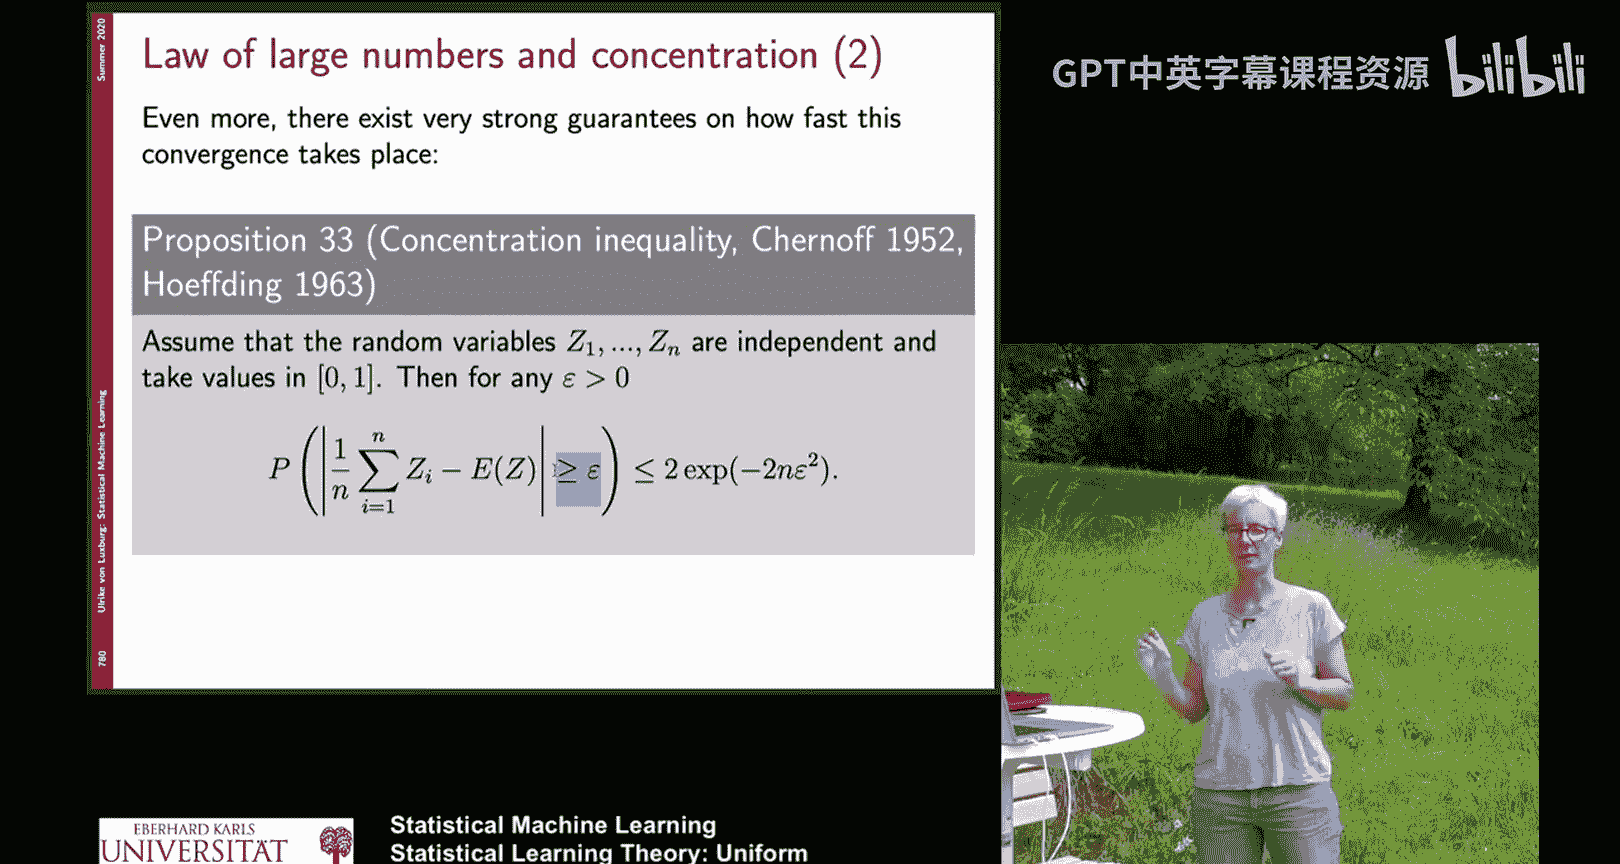 Summer 2020
Law of large numbers and concentration (2)
Even more, there exist very strong guarantees on how fast this
convergence takes place:
Proposition 33 (Concentration inequality, Chernoff 1952,
Hoeffding 1963)
Assume that the random variables Z₁, ..., Zₙ are independent and
take values in [0, 1]. Then for any ε > 0
P(|1/n ∑ᵢ₌₁ⁿ Zᵢ − E(Z)| ≥ ε) ≤ 2 exp(−2nε²).
Ulrike von Luxburg: Statistical Machine Learning
780
GPT中英字幕课程资源
bilibili
EBERHARD KARLS
UNIVERSITÄT
Statistical Machine Learning
Statistical Learning Theory: Uniform